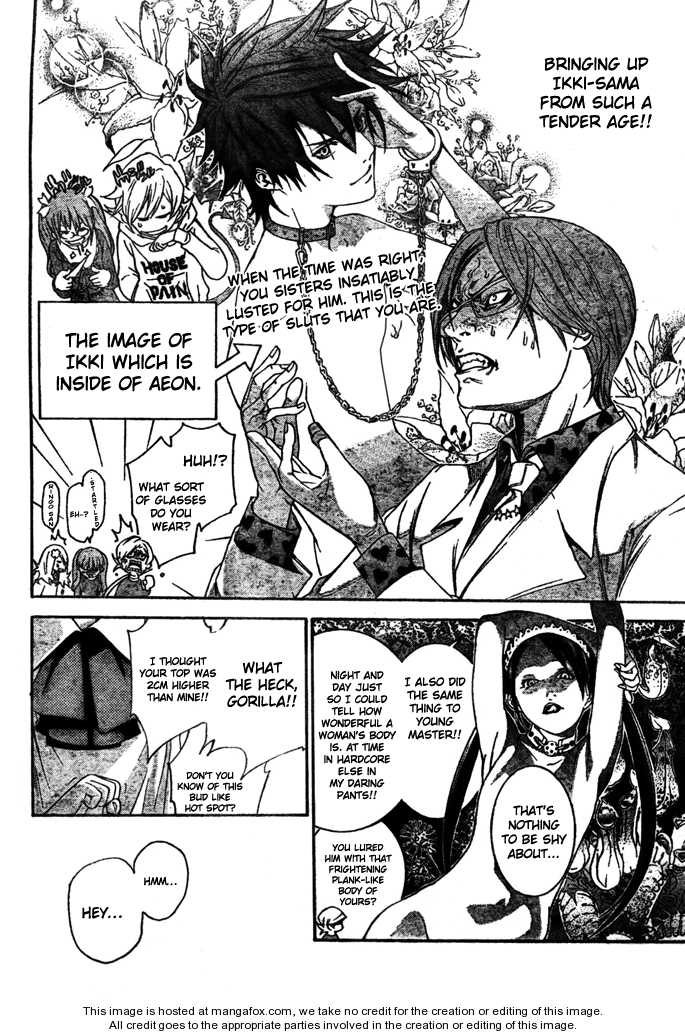 BRINGING UP
IKKI-SAMA
FROM SUCH A
TENDER AGE!!
HOUSE
OF
PAIN
WHEN THE TIME WAS RIGHT,
YOU SISTERS INSATIABLY
LUSTED FOR HIM. THIS IS THE
TYPE OF SLUTS THAT YOU ARE.
THE IMAGE OF
IKKI WHICH IS
INSIDE OF AEON.
HUH!?
WHAT SORT
OF GLASSES
DO YOU
WEAR?
STARTLED
EH~?
RINGO SAN
I ALSO DID
THE SAME
THING TO
YOUNG
MASTER!!
NIGHT AND
DAY JUST
SO I COULD
TELL HOW
WONDERFUL A
WOMAN'S BODY
IS. AT TIME
IN HARDCORE
ELSE IN
MY DARING
PANTS!!
THAT'S
NOTHING
TO BE SHY
ABOUT...
YOU LURED
HIM WITH THAT
FRIGHTENING
PLANK-LIKE
BODY OF
YOURS?
WHAT
THE HECK,
GORILLA!!
I THOUGHT
YOUR TOP WAS
2CM HIGHER
THAN MINE!!
DON'T YOU
KNOW OF THIS
BUD LIKE
HOT SPOT?
HMM...
HEY...
This image is hosted at mangafox.com, we take no credit for the creation or editing of this image.
All credit goes to the appropriate parties involved in the creation or editing of this image.